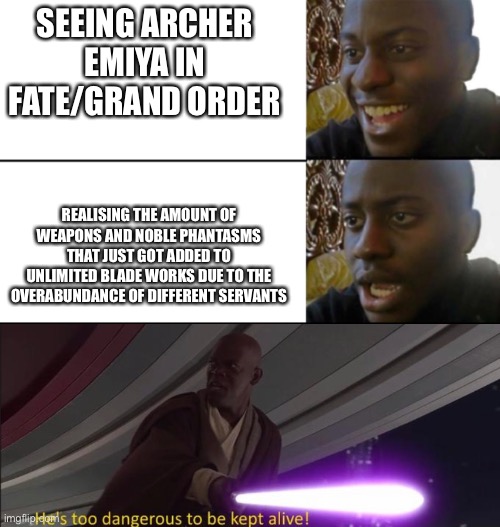 SEEING ARCHER
EMIYA IN
FATE/GRAND ORDER
REALISING THE AMOUNT OF
WEAPONS AND NOBLE PHANTASMS
THAT JUST GOT ADDED TO
UNLIMITED BLADE WORKS DUE TO THE
OVERABUNDANCE OF DIFFERENT SERVANTS
He's too dangerous to be kept alive!
imgflip.com